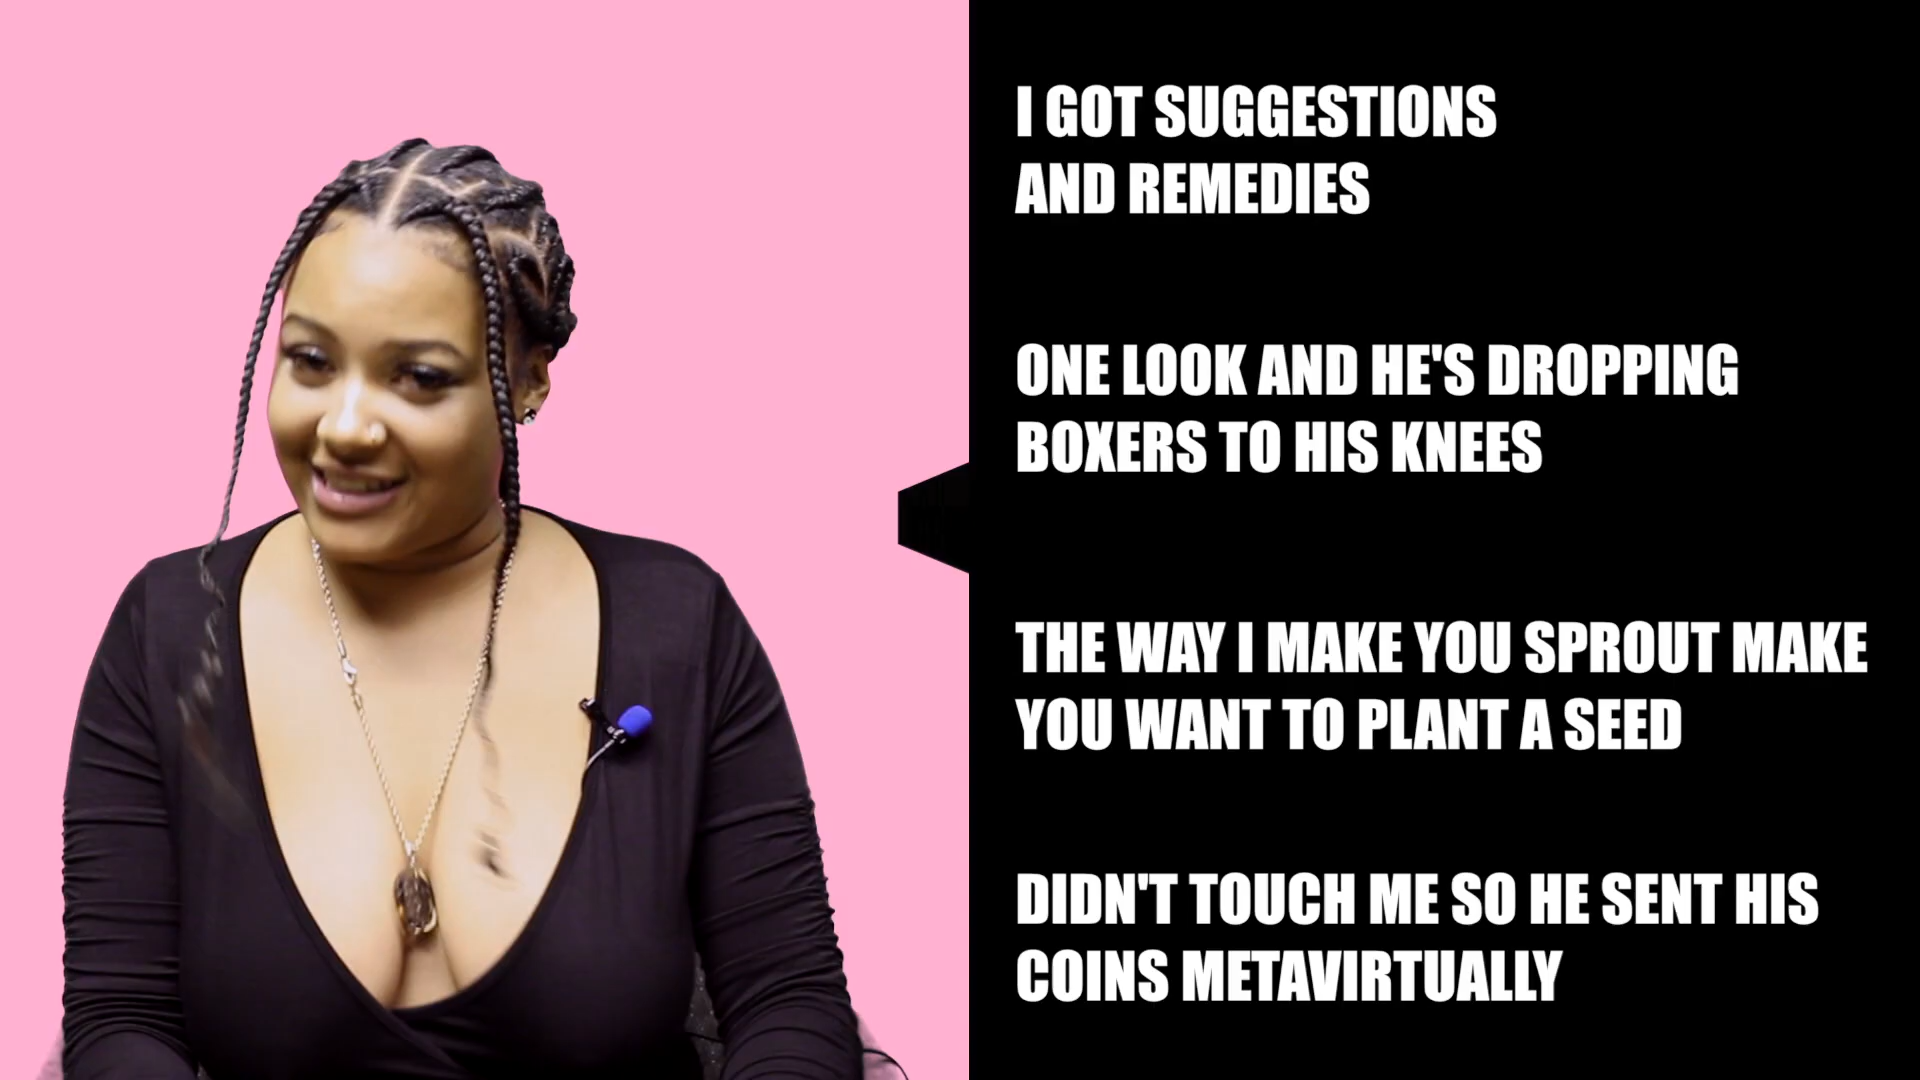 I GOT SUGGESTIONS
AND REMEDIES
ONE LOOK AND HE'S DROPPING
BOXERS TO HIS KNEES
THE WAY I MAKE YOU SPROUT MAKE
YOU WANT TO PLANT A SEED
DIDN'T TOUCH ME SO HE SENT HIS
COINS METAVIRTUALLY